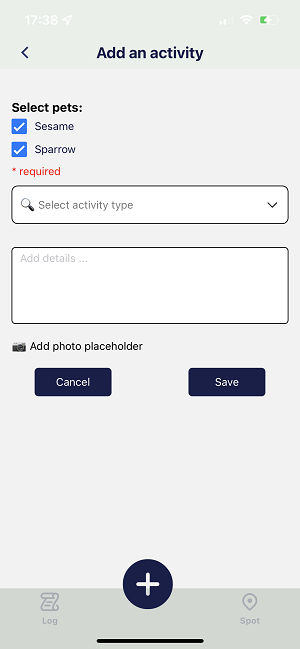 17:38
Add an activity
Select pets:
Sesame
Sparrow
* required
Select activity type
Add details ...
Add photo placeholder
Cancel Save
Log Spot